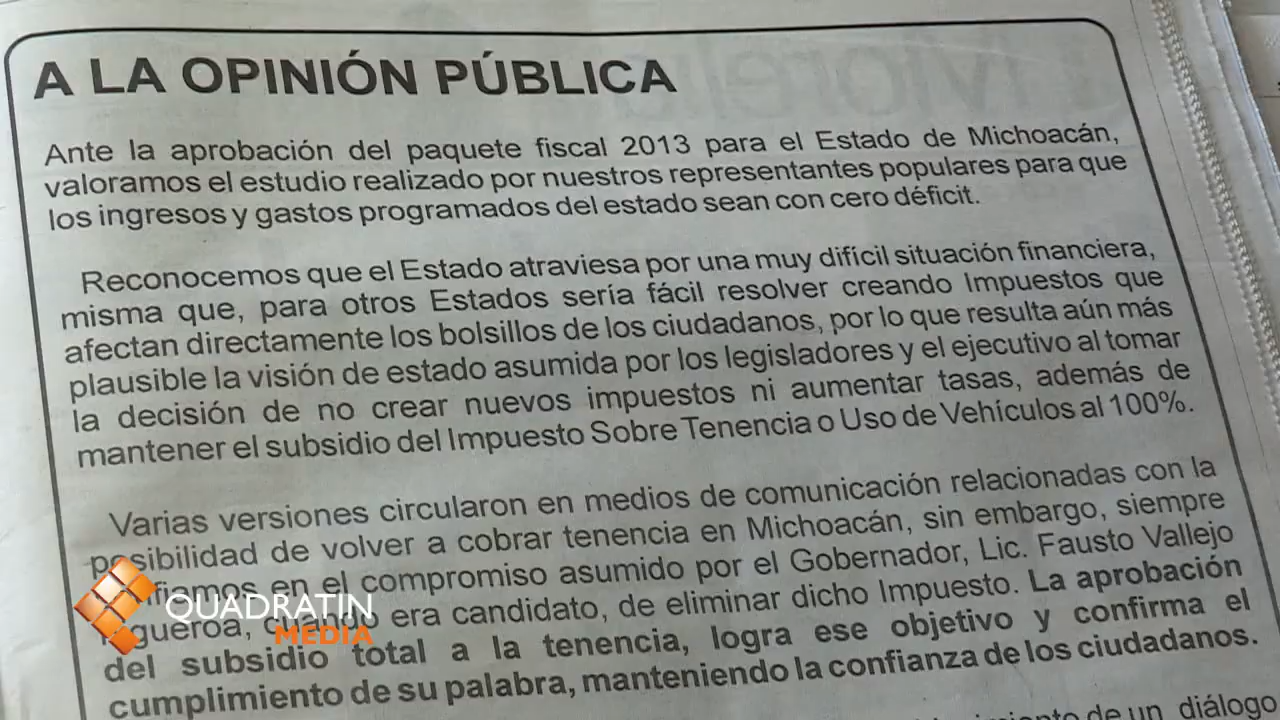 A LA OPINIÓN PÚBLICA
Ante la aprobación del paquete fiscal 2013 para el Estado de Michoacán,
valoramos el estudio realizado por nuestros representantes populares para que
los ingresos y gastos programados del estado sean con cero déficit.
Reconocemos que el Estado atraviesa por una muy difícil situación financiera,
misma que, para otros Estados sería fácil resolver creando Impuestos que
afectan directamente los bolsillos de los ciudadanos, por lo que resulta aún más
plausible la visión de estado asumida por los legisladores y el ejecutivo al tomar
la decisión de no crear nuevos impuestos ni aumentar tasas, además de
mantener el subsidio del Impuesto Sobre Tenencia o Uso de Vehículos al 100%.
Varias versiones circularon en medios de comunicación relacionadas con la
posibilidad de volver a cobrar tenencia en Michoacán, sin embargo, siempre
en el compromiso asumido por el Gobernador, Lic. Fausto Vallejo
cuando era candidato, de eliminar dicho Impuesto. La aprobación
del subsidio total a la tenencia, logra ese objetivo y confirma el
cumplimiento de su palabra, manteniendo la confianza de los ciudadanos.
de un diálogo
QUADRATIN
MEDIA